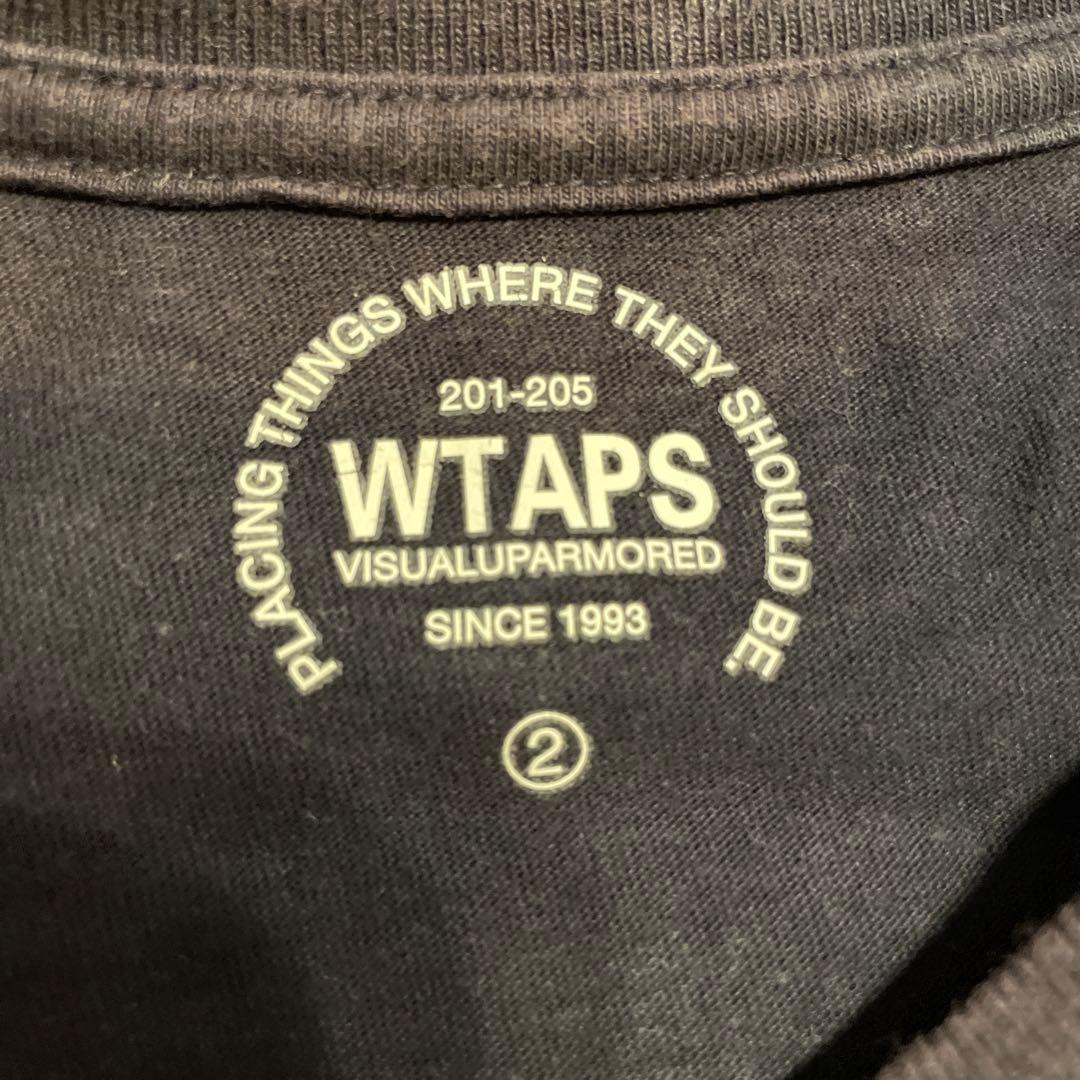 PLACING THINGS WHERE THEY SHOULD BE.
201-205
WTAPS
VISUALUPARMORED
SINCE 1993
2